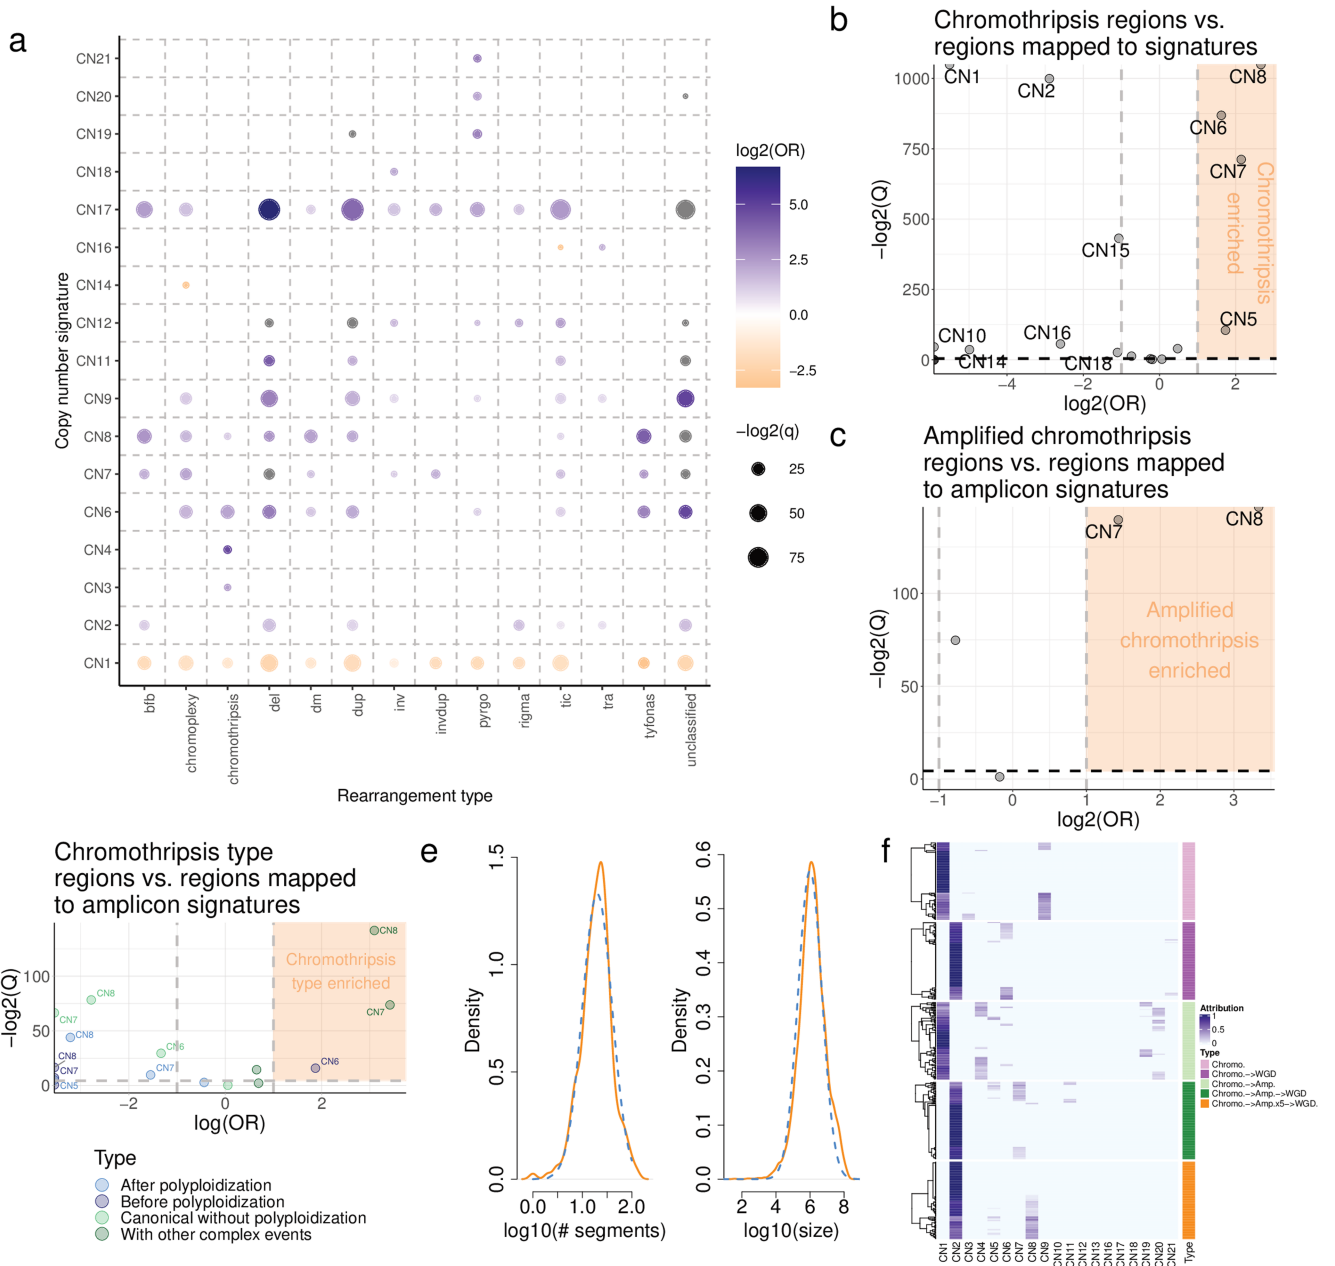 a
CN21
CN20
CN19
CN18
CN17
CN16
CN14
CN12
CN11
CN9
CN8
CN7
CN6
CN4
CN3
CN2
CN1
Copy number signature
bfb
chromoplexy
chromothripsis
del
dm
dup
inv
invdup
pyrgo
rigma
tic
tra
tyfonas
unclassified
Rearrangement type
log2(OR)
5.0
2.5
0.0
−2.5
−log2(q)
25
50
75
b
Chromothripsis regions vs.
regions mapped to signatures
1000
750
500
250
0
−log2(Q)
CN1
CN2
CN8
CN6
CN7
CN15
CN5
CN10
CN16
CN14
CN18
Chromothripsis
enriched
−4
−2
0
2
log2(OR)
c
Amplified chromothripsis
regions vs. regions mapped
to amplicon signatures
100
50
0
−log2(Q)
CN7
CN8
Amplified
chromothripsis
enriched
−1
0
1
2
3
log2(OR)
Chromothripsis type
regions vs. regions mapped
to amplicon signatures
100
50
0
−log2(Q)
CN8
Chromothripsis
type enriched
CN8
CN7
CN7
CN8
CN6
CN8
CN7
CN7
CN6
CN5
−2
0
2
log(OR)
Type
After polyploidization
Before polyploidization
Canonical without polyploidization
With other complex events
e
1.5
1.0
0.5
0.0
Density
0.0
1.0
2.0
log10(# segments)
0.6
0.5
0.4
0.3
0.2
0.1
0.0
Density
2
4
6
8
log10(size)
f
Attribution
1
0.5
0
Type
Chromo.
Chromo.−>WGD
Chromo.−>Amp.
Chromo.−>Amp.−>WGD
Chromo.−>Amp.x5−>WGD.
CN1
CN2
CN3
CN4
CN5
CN6
CN7
CN8
CN9
CN10
CN11
CN12
CN13
CN16
CN17
CN18
CN19
CN20
CN21
Type